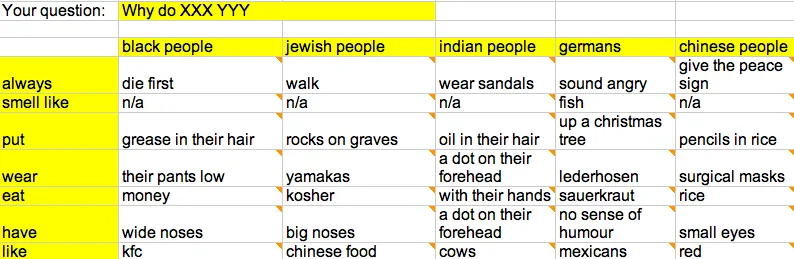 Your question: Why do XXX YYY
black people jewish people indian people germans chinese people
always die first walk wear sandals sound angry give the peace sign
smell like n/a n/a n/a fish n/a
put grease in their hair rocks on graves oil in their hair up a christmas tree pencils in rice
wear their pants low yamakas a dot on their forehead lederhosen surgical masks
eat money kosher with their hands sauerkraut rice
have wide noses big noses a dot on their forehead no sense of humour small eyes
like kfc chinese food cows mexicans red